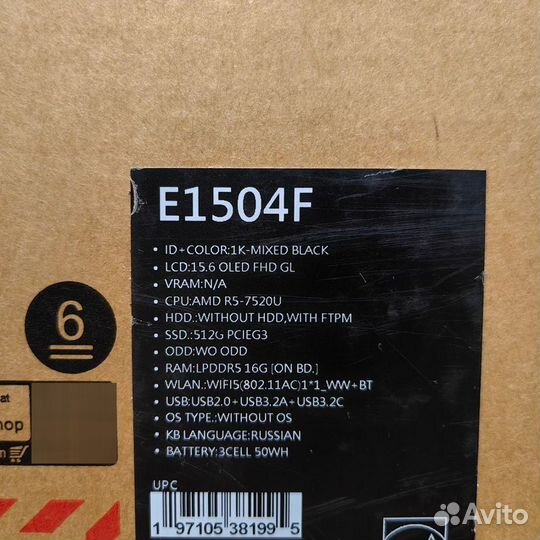 E1504F
• ID+COLOR:1K-MIXED BLACK
• LCD:15.6 OLED FHD GL
• VRAM:N/A
• CPU:AMD R5-7520U
• HDD.:WITHOUT HDD,WITH FTPM
• SSD.:512G PCIEG3
• ODD:WO ODD
• RAM:LPDDR5 16G [ON BD.]
• WLAN.:WIFI5(802.11AC)1*1_WW+BT
• USB:USB2.0+USB3.2A+USB3.2C
• OS TYPE.:WITHOUT OS
• KB LANGUAGE:RUSSIAN
• BATTERY:3CELL 50WH
UPC
1 97105 38199 5
6
at
hop
m
Avito